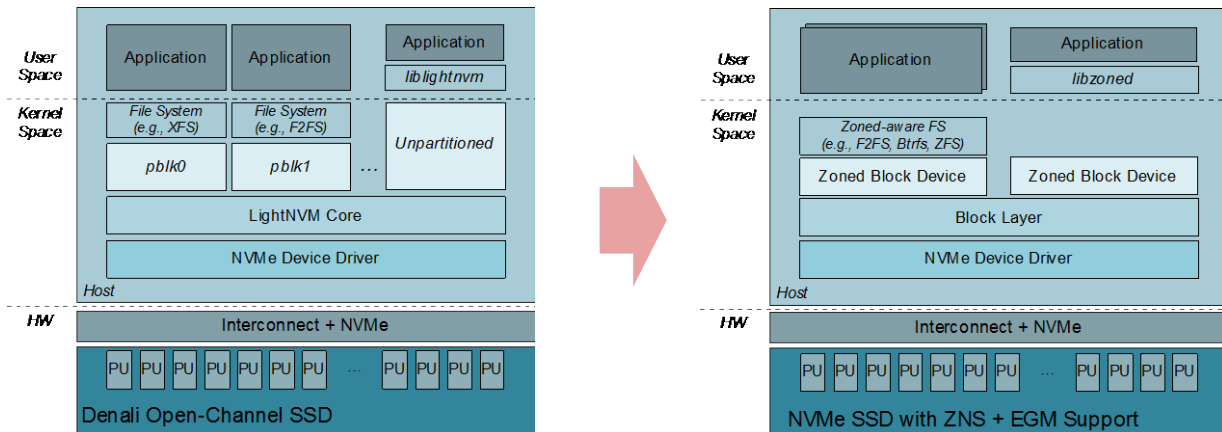 User
Space
Application
Application
Application
liblightnvm
Kernel
Space
File System
(e.g., XFS)
File System
(e.g., F2FS)
Unpartitioned
pblk0
pblk1
...
LightNVM Core
NVMe Device Driver
Host
HW
Interconnect + NVMe
PU PU PU PU PU PU PU ... PU PU PU PU
Denali Open-Channel SSD
User
Space
Application
Application
libzoned
Kernel
Space
Zoned-aware FS
(e.g., F2FS, Btrfs, ZFS)
Zoned Block Device
Zoned Block Device
Block Layer
NVMe Device Driver
Host
HW
Interconnect + NVMe
PU PU PU PU PU PU PU ... PU PU PU PU
NVMe SSD with ZNS + EGM Support